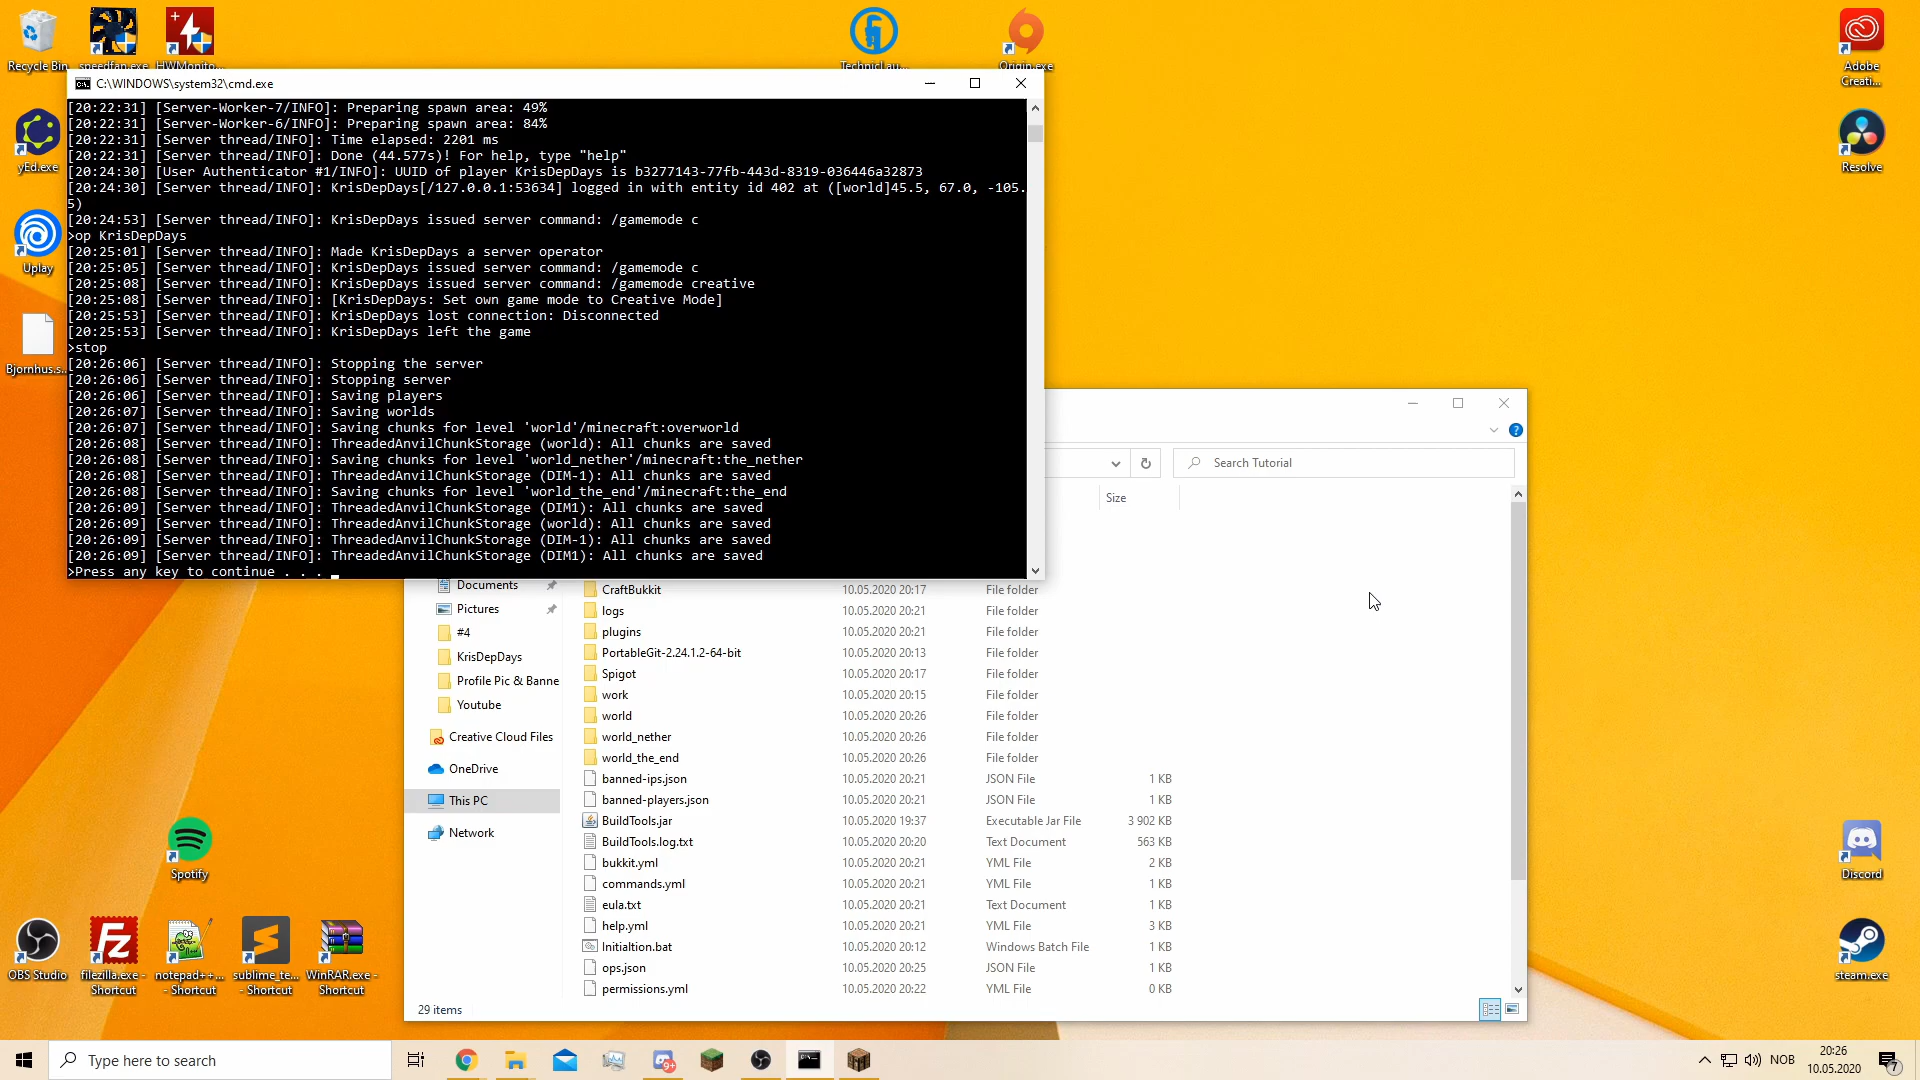 Recycle Bin
speedfan.exe
HWMonito...
TechnicLau...
Origin.exe
Adobe
Creati...
yEd.exe
Resolve
Uplay
Bjornhus.s...
C:\WINDOWS\system32\cmd.exe
[20:22:31] [Server-Worker-7/INFO]: Preparing spawn area: 49%
[20:22:31] [Server-Worker-6/INFO]: Preparing spawn area: 84%
[20:22:31] [Server thread/INFO]: Time elapsed: 2201 ms
[20:22:31] [Server thread/INFO]: Done (44.577s)! For help, type "help"
[20:24:30] [User Authenticator #1/INFO]: UUID of player KrisDepDays is b3277143-77fb-443d-8319-036446a32873
[20:24:30] [Server thread/INFO]: KrisDepDays[/127.0.0.1:53634] logged in with entity id 402 at ([world]45.5, 67.0, -105.
5)
[20:24:53] [Server thread/INFO]: KrisDepDays issued server command: /gamemode c
>op KrisDepDays
[20:25:01] [Server thread/INFO]: Made KrisDepDays a server operator
[20:25:05] [Server thread/INFO]: KrisDepDays issued server command: /gamemode c
[20:25:08] [Server thread/INFO]: KrisDepDays issued server command: /gamemode creative
[20:25:08] [Server thread/INFO]: [KrisDepDays: Set own game mode to Creative Mode]
[20:25:53] [Server thread/INFO]: KrisDepDays lost connection: Disconnected
[20:25:53] [Server thread/INFO]: KrisDepDays left the game
>stop
[20:26:06] [Server thread/INFO]: Stopping the server
[20:26:06] [Server thread/INFO]: Stopping server
[20:26:06] [Server thread/INFO]: Saving players
[20:26:07] [Server thread/INFO]: Saving worlds
[20:26:07] [Server thread/INFO]: Saving chunks for level 'world'/minecraft:overworld
[20:26:08] [Server thread/INFO]: ThreadedAnvilChunkStorage (world): All chunks are saved
[20:26:08] [Server thread/INFO]: Saving chunks for level 'world_nether'/minecraft:the_nether
[20:26:08] [Server thread/INFO]: ThreadedAnvilChunkStorage (DIM-1): All chunks are saved
[20:26:08] [Server thread/INFO]: Saving chunks for level 'world_the_end'/minecraft:the_end
[20:26:09] [Server thread/INFO]: ThreadedAnvilChunkStorage (DIM1): All chunks are saved
[20:26:09] [Server thread/INFO]: ThreadedAnvilChunkStorage (world): All chunks are saved
[20:26:09] [Server thread/INFO]: ThreadedAnvilChunkStorage (DIM-1): All chunks are saved
[20:26:09] [Server thread/INFO]: ThreadedAnvilChunkStorage (DIM1): All chunks are saved
>Press any key to continue . . .
Search Tutorial
Size
Documents
Pictures
#4
KrisDepDays
Profile Pic & Banne
Youtube
Creative Cloud Files
OneDrive
This PC
Network
CraftBukkit 10.05.2020 20:17 File folder
logs 10.05.2020 20:21 File folder
plugins 10.05.2020 20:21 File folder
PortableGit-2.24.1.2-64-bit 10.05.2020 20:13 File folder
Spigot 10.05.2020 20:17 File folder
work 10.05.2020 20:15 File folder
world 10.05.2020 20:26 File folder
world_nether 10.05.2020 20:26 File folder
world_the_end 10.05.2020 20:26 File folder
banned-ips.json 10.05.2020 20:21 JSON File 1 KB
banned-players.json 10.05.2020 20:21 JSON File 1 KB
BuildTools.jar 10.05.2020 19:37 Executable Jar File 3 902 KB
BuildTools.log.txt 10.05.2020 20:20 Text Document 563 KB
bukkit.yml 10.05.2020 20:21 YML File 2 KB
commands.yml 10.05.2020 20:21 YML File 1 KB
eula.txt 10.05.2020 20:21 Text Document 1 KB
help.yml 10.05.2020 20:21 YML File 3 KB
Initialtion.bat 10.05.2020 20:12 Windows Batch File 1 KB
ops.json 10.05.2020 20:25 JSON File 1 KB
permissions.yml 10.05.2020 20:22 YML File 0 KB
29 items
Spotify
Discord
OBS Studio
filezilla.exe -
Shortcut
notepad++...
- Shortcut
sublime_te...
- Shortcut
WinRAR.exe -
Shortcut
steam.exe
Type here to search
9+
NOB
20:26
10.05.2020
7